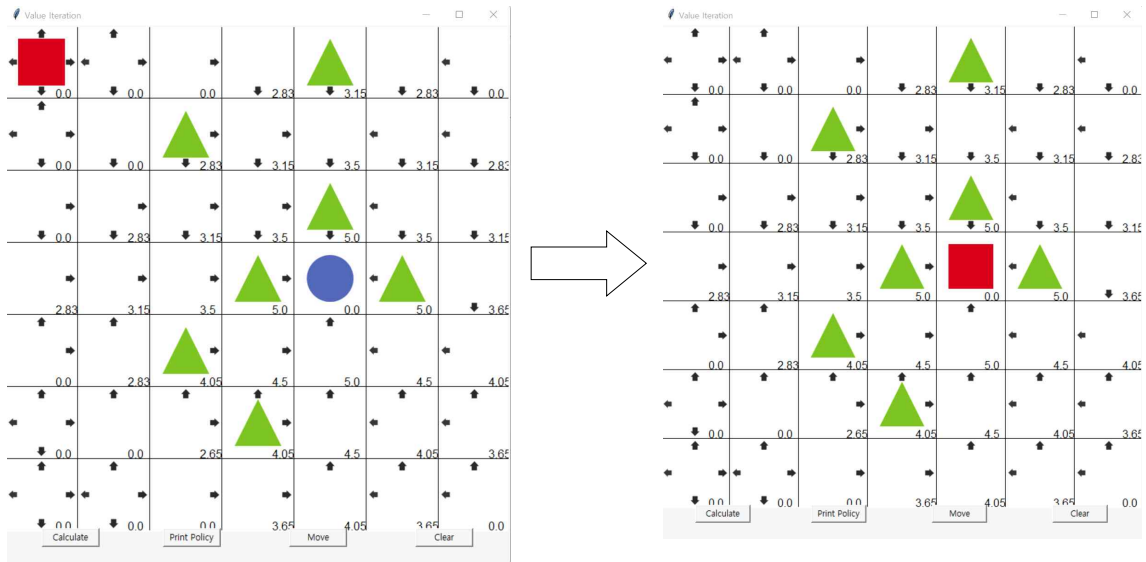 Value Iteration
0.0 0.0 0.0 2.83 3.15 2.83 0.0
0.0 0.0 2.83 3.15 3.5 3.15 2.83
0.0 2.83 3.15 3.5 5.0 3.5 3.15
2.83 3.15 3.5 5.0 0.0 5.0 3.65
0.0 2.83 4.05 4.5 5.0 4.5 4.05
0.0 0.0 2.65 4.05 4.5 4.05 3.65
0.0 0.0 0.0 3.65 4.05 3.65 0.0
Calculate Print Policy Move Clear
Value Iteration
0.0 0.0 0.0 2.83 3.15 2.83 0.0
0.0 0.0 2.83 3.15 3.5 3.15 2.83
0.0 2.83 3.15 3.5 5.0 3.5 3.15
2.83 3.15 3.5 5.0 0.0 5.0 3.65
0.0 2.83 4.05 4.5 5.0 4.5 4.05
0.0 0.0 2.65 4.05 4.5 4.05 3.65
0.0 0.0 0.0 3.65 4.05 3.65 0.0
Calculate Print Policy Move Clear